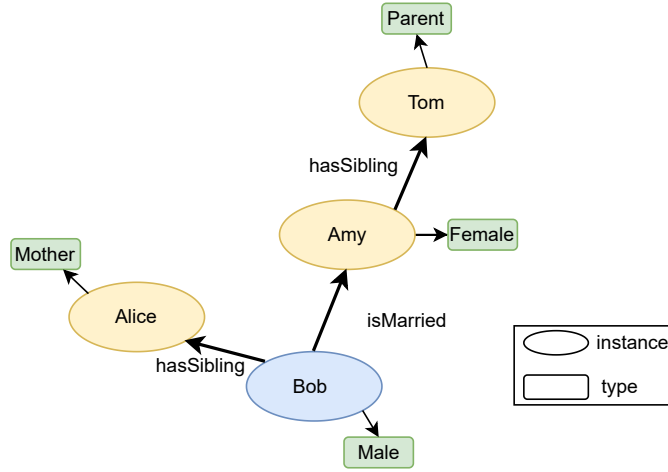 Parent
Tom
hasSibling
Amy
Female
Mother
Alice
isMarried
hasSibling
Bob
Male
instance
type